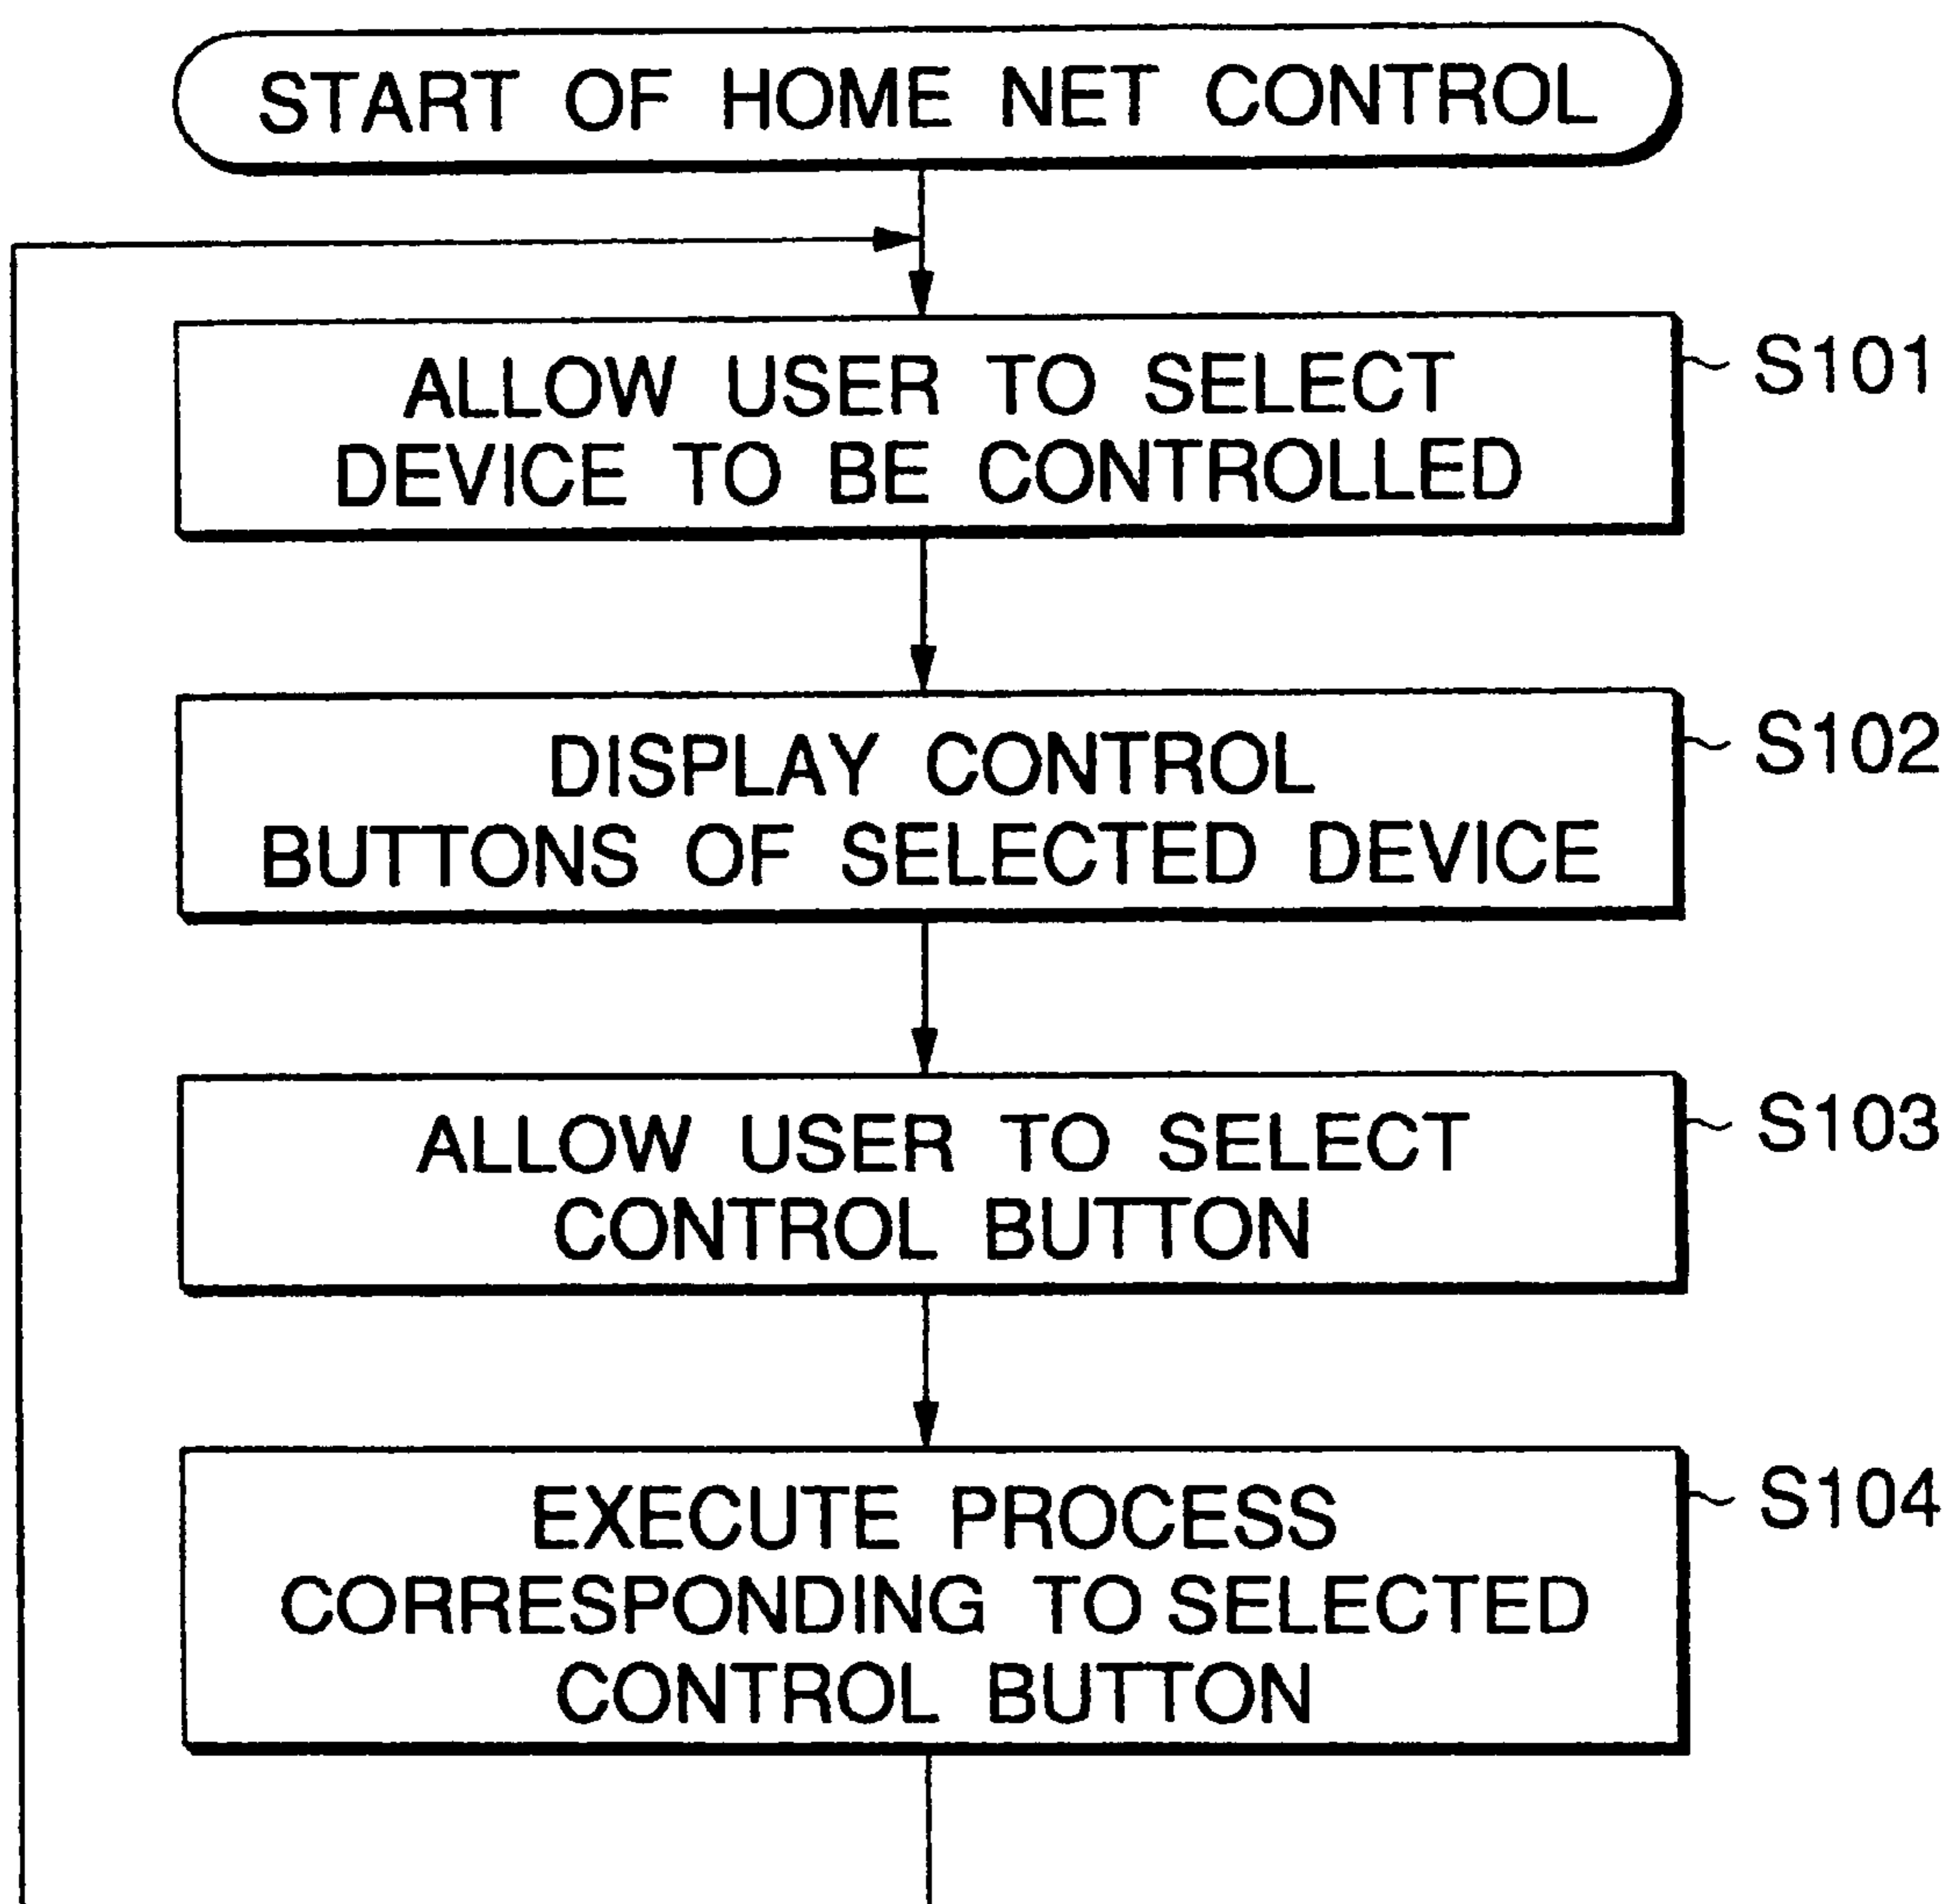 START OF HOME NET CONTROL
ALLOW USER TO SELECT
DEVICE TO BE CONTROLLED
S101
DISPLAY CONTROL
BUTTONS OF SELECTED DEVICE
S102
ALLOW USER TO SELECT
CONTROL BUTTON
S103
EXECUTE PROCESS
CORRESPONDING TO SELECTED
CONTROL BUTTON
S104